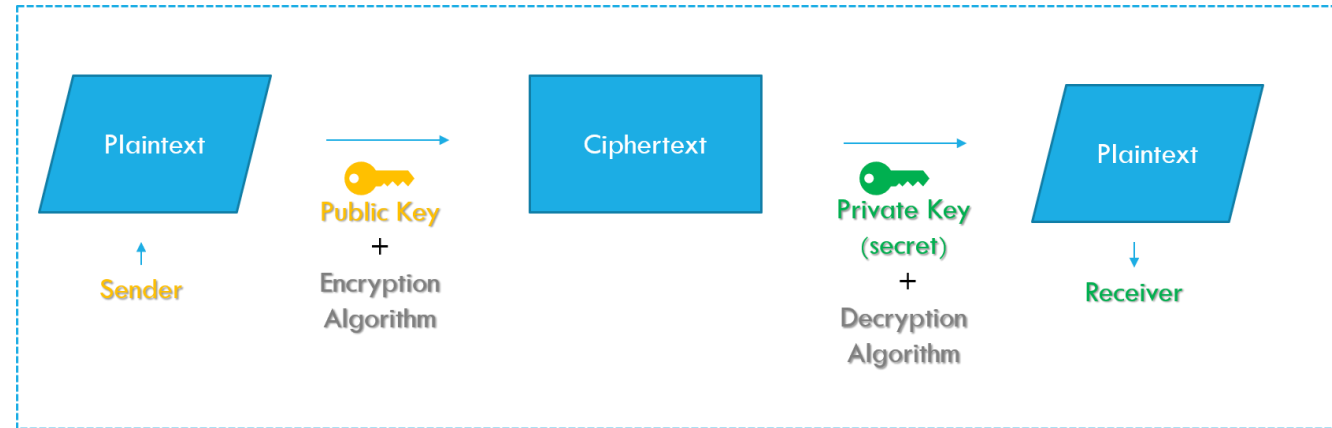 Plaintext
Sender
Public Key
+
Encryption
Algorithm
Ciphertext
Private Key
(secret)
+
Decryption
Algorithm
Plaintext
Receiver